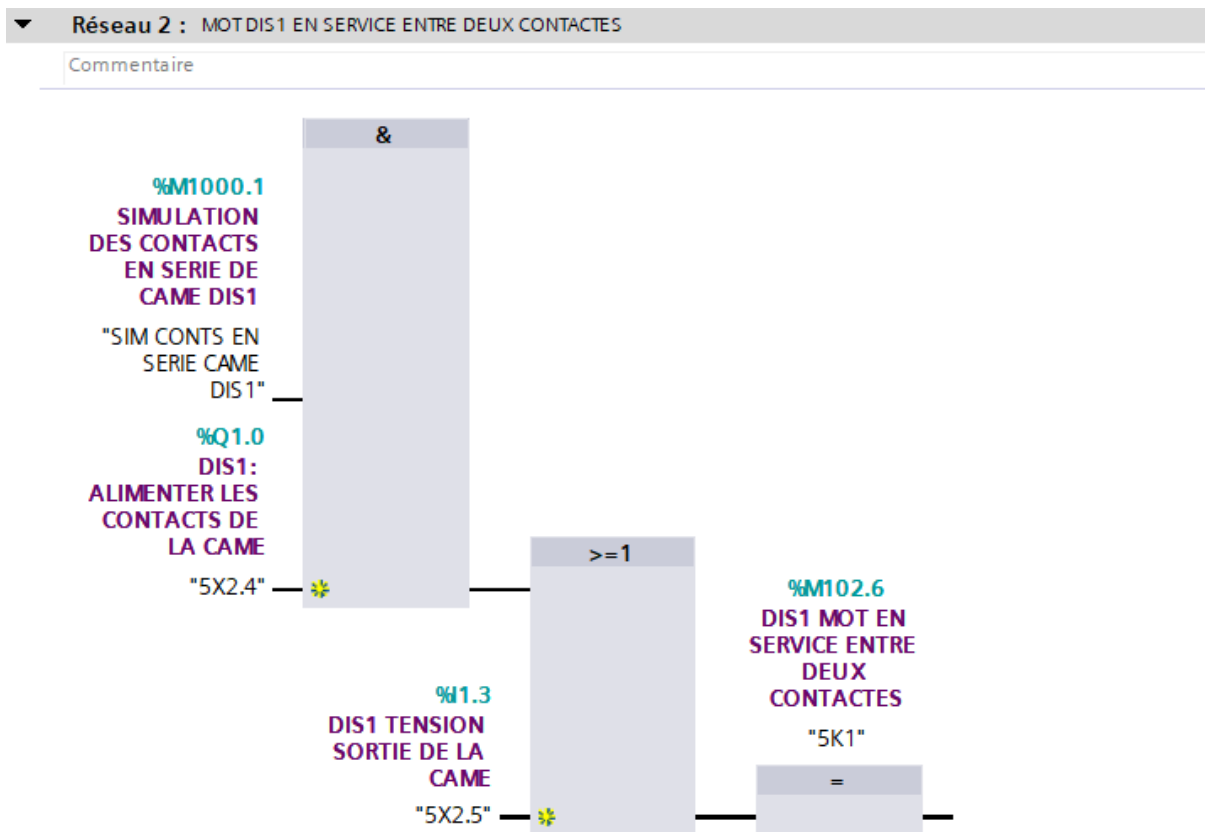 Réseau 2 : MOT DIS1 EN SERVICE ENTRE DEUX CONTACTES
Commentaire
&
%M1000.1
SIMULATION
DES CONTACTS
EN SERIE DE
CAME DIS1
"SIM CONTS EN
SERIE CAME
DIS1"
%Q1.0
DIS1:
ALIMENTER LES
CONTACTS DE
LA CAME
"5X2.4"
>=1
%I1.3
DIS1 TENSION
SORTIE DE LA
CAME
"5X2.5"
%M102.6
DIS1 MOT EN
SERVICE ENTRE
DEUX
CONTACTES
"5K1"
=